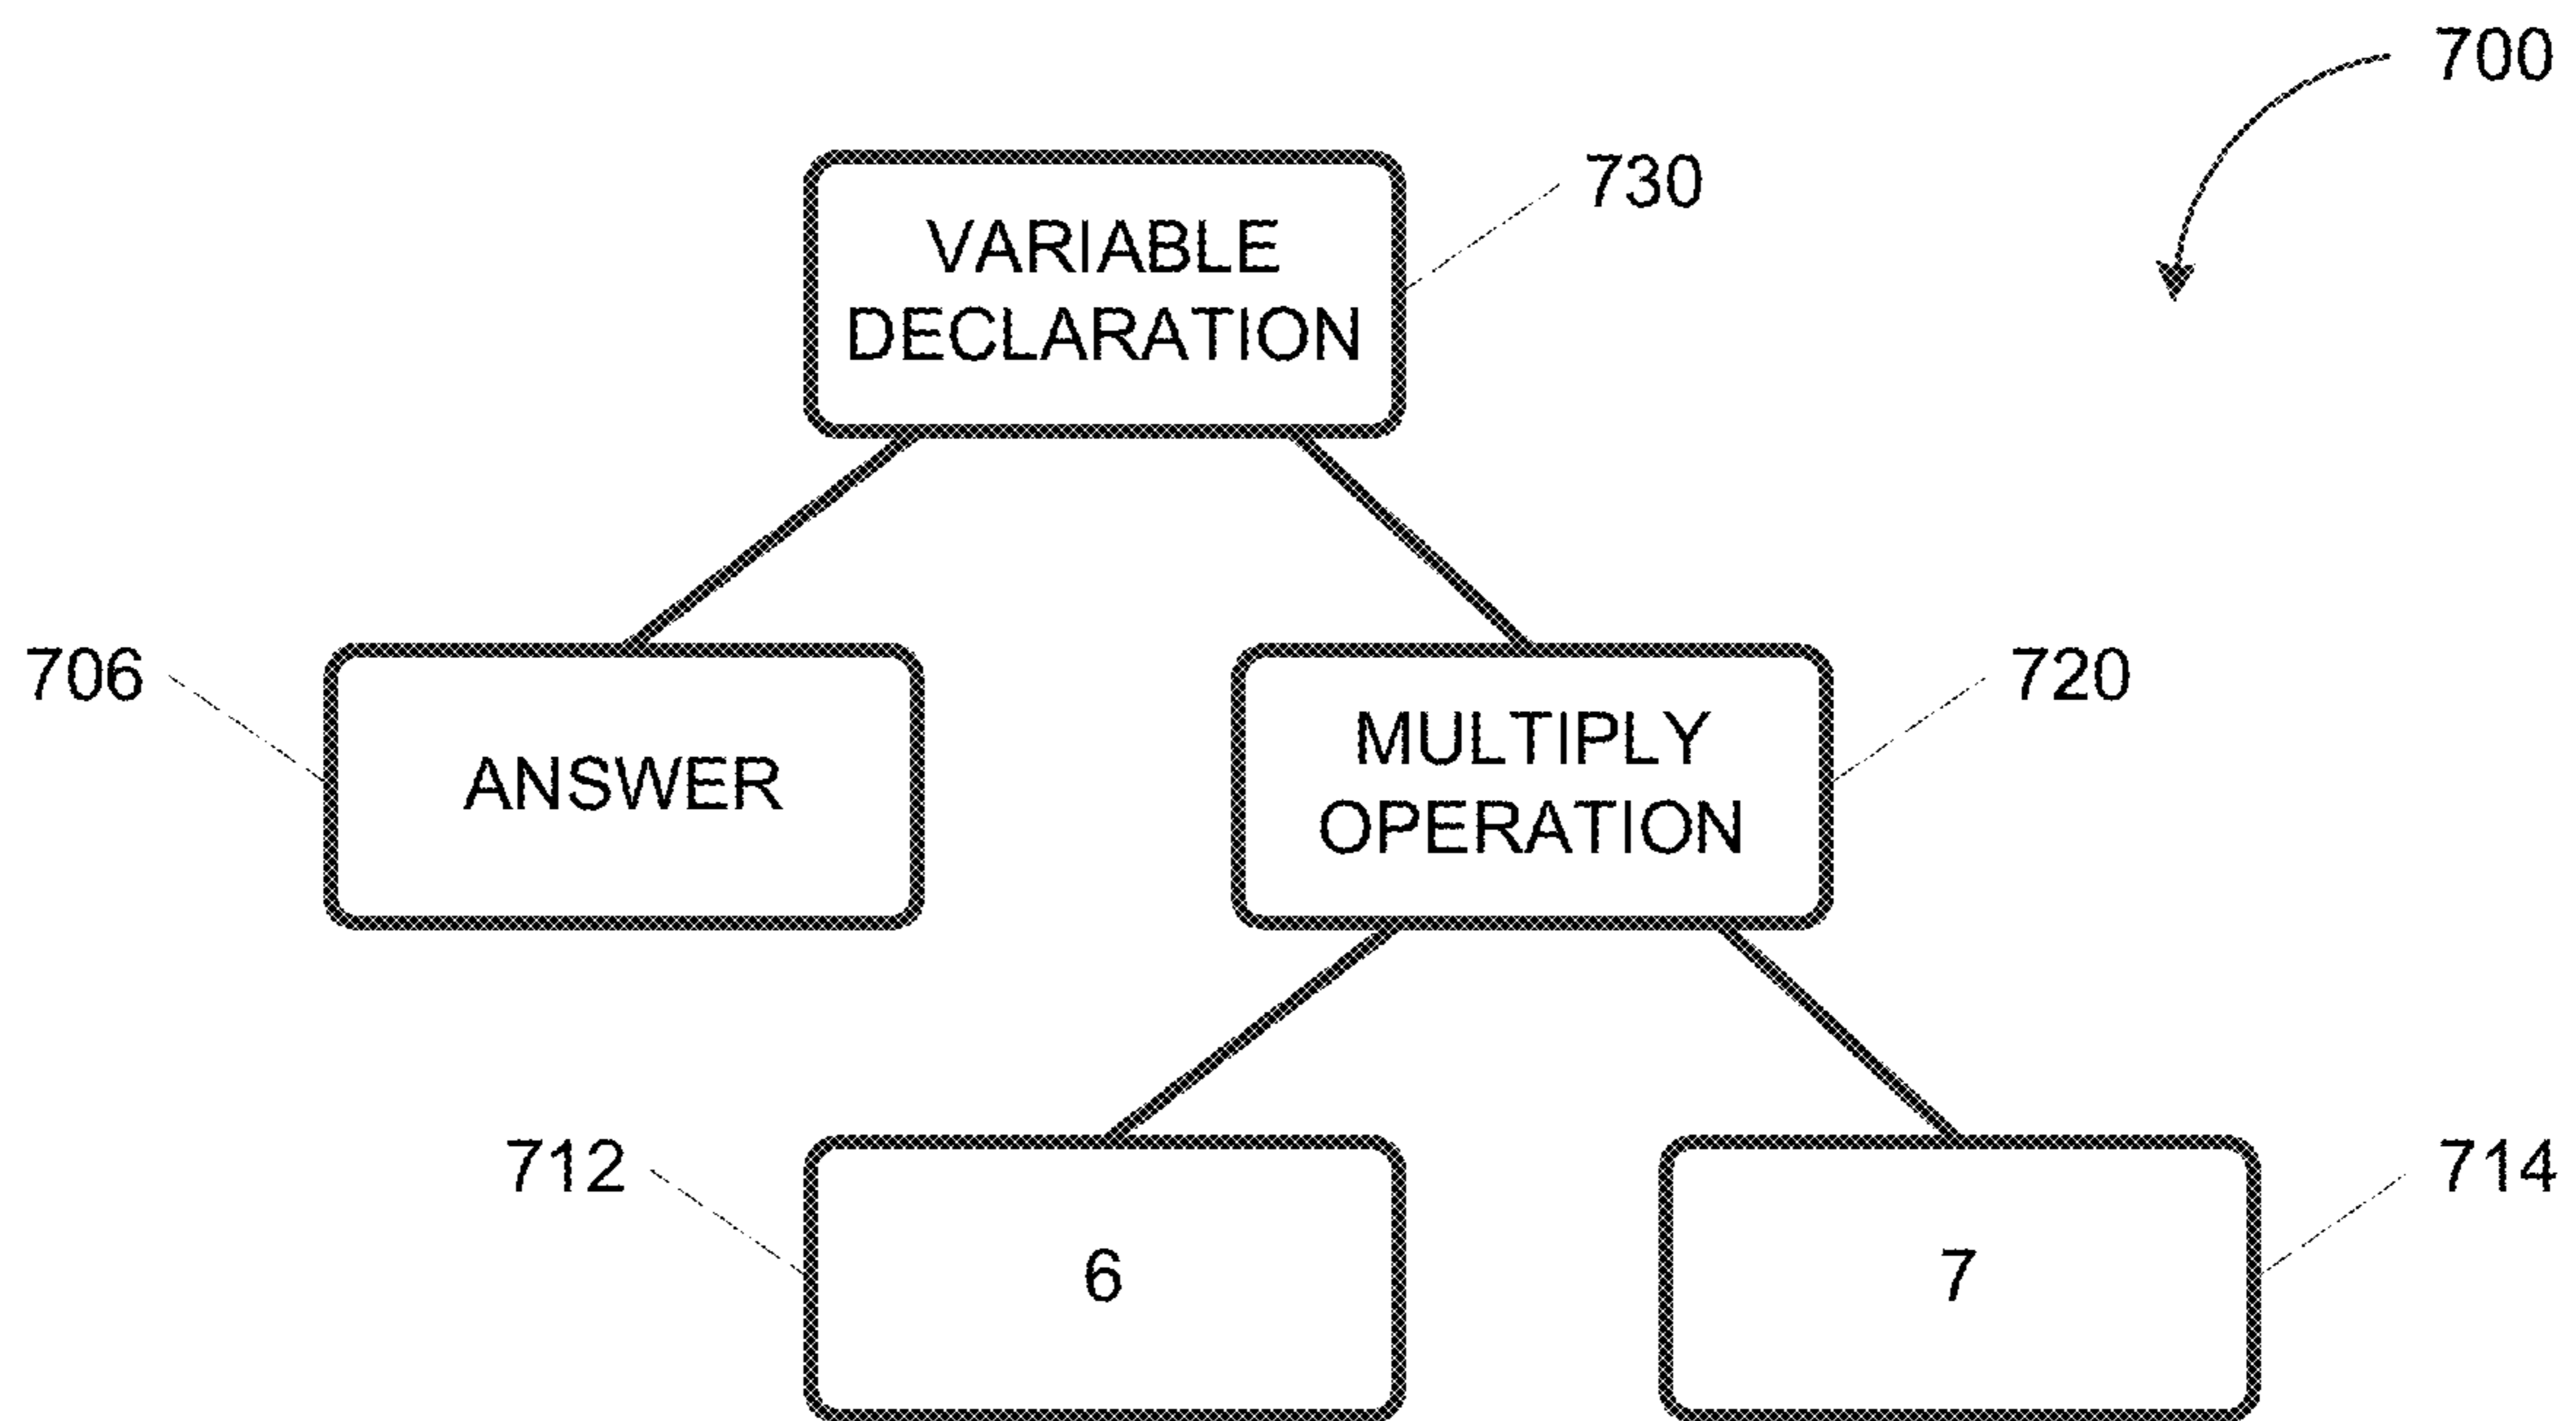 700
730
VARIABLE
DECLARATION
706
720
ANSWER
MULTIPLY
OPERATION
712
714
6
7